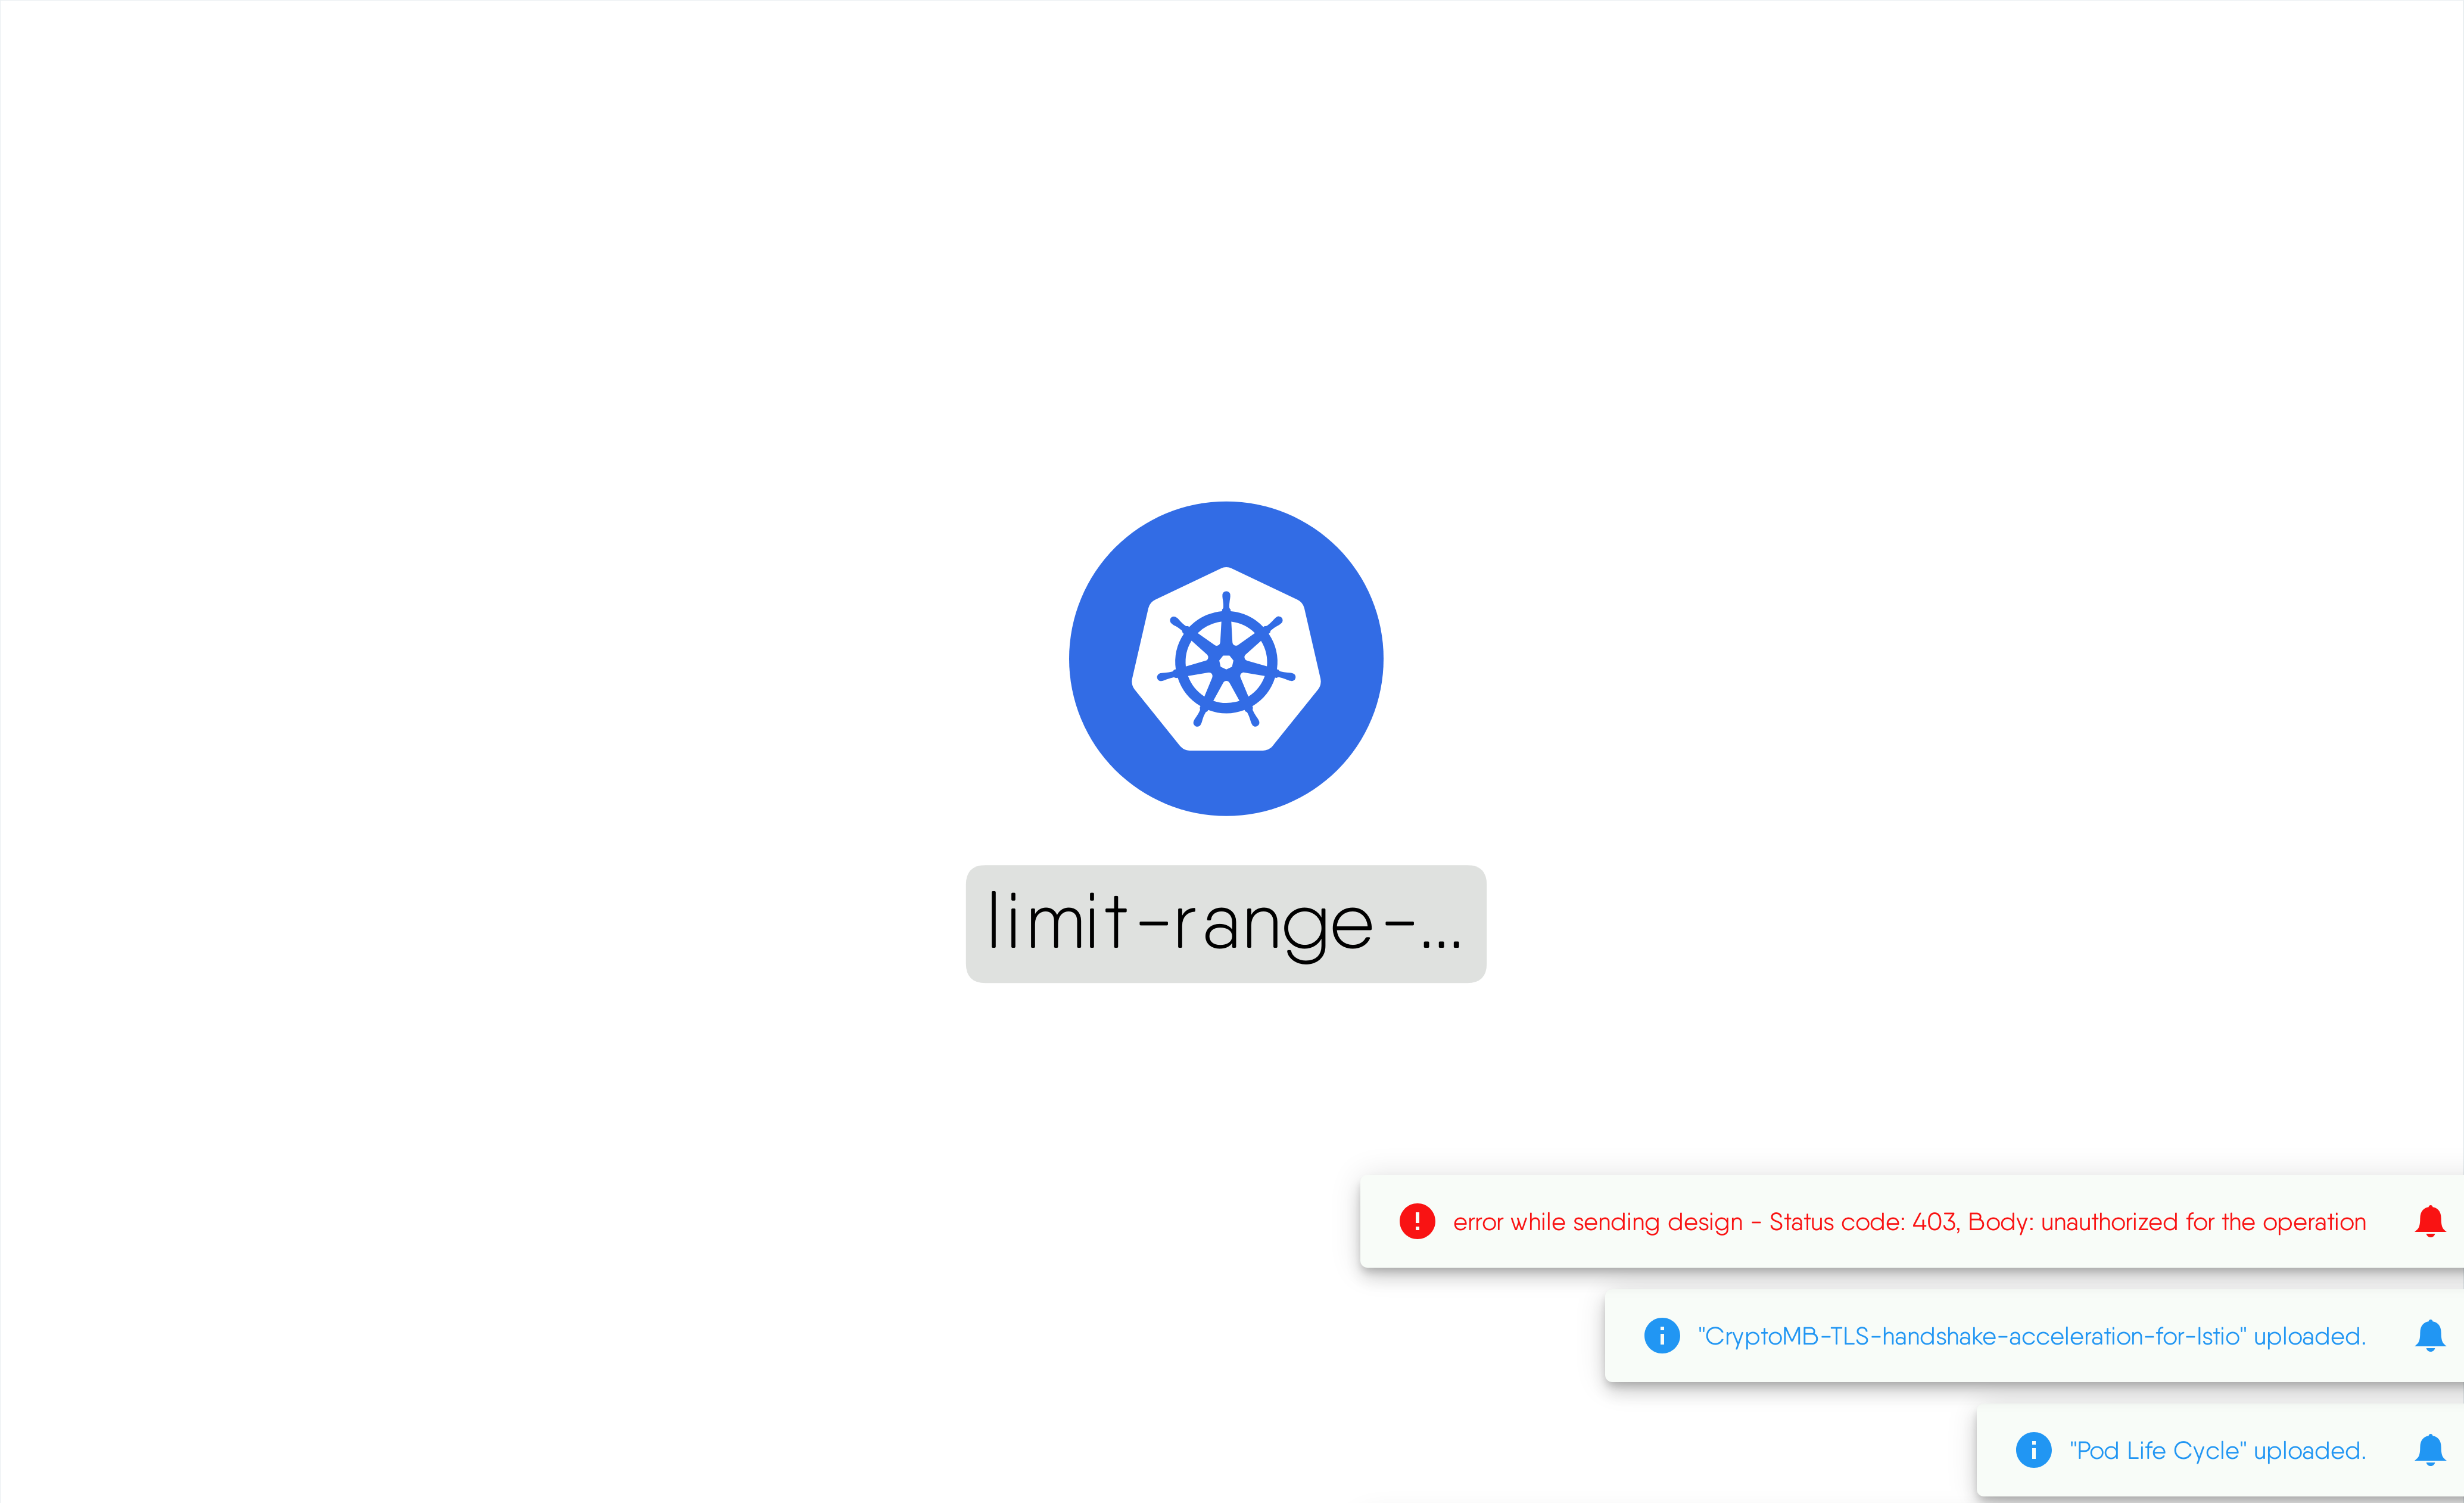 limit-range-...
error while sending design - Status code: 403, Body: unauthorized for the operation
"CryptoMB-TLS-handshake-acceleration-for-Istio" uploaded.
"Pod Life Cycle" uploaded.